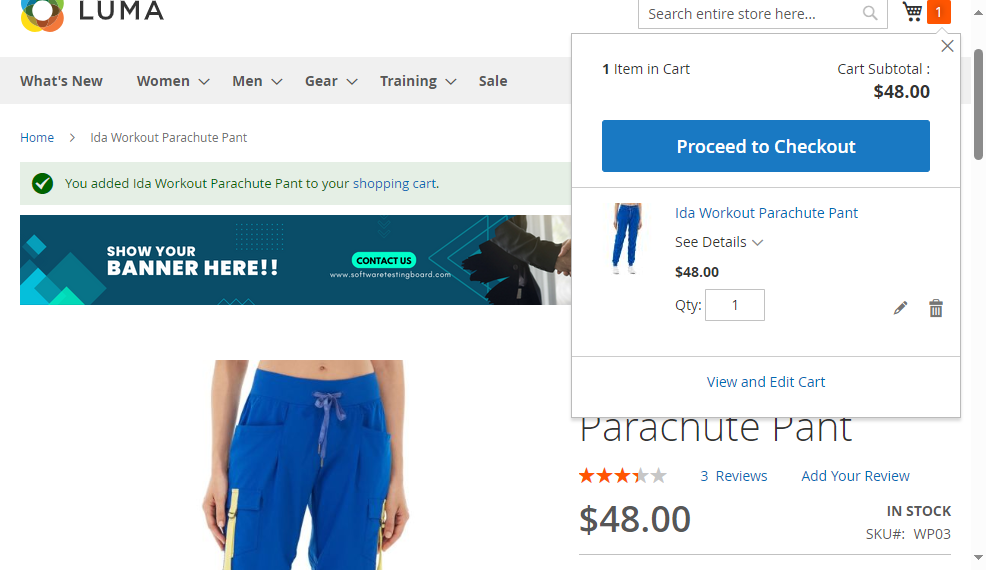 LUMA
Search entire store here...
1
1 Item in Cart
Cart Subtotal :
$48.00
Proceed to Checkout
What's New
Women
Men
Gear
Training
Sale
Home > Ida Workout Parachute Pant
You added Ida Workout Parachute Pant to your shopping cart.
SHOW YOUR
BANNER HERE!!
CONTACT US
www.softwaretestingboard.com
Ida Workout Parachute Pant
See Details
$48.00
Qty: 1
View and Edit Cart
Parachute Pant
3 Reviews
Add Your Review
$48.00
IN STOCK
SKU#: WP03